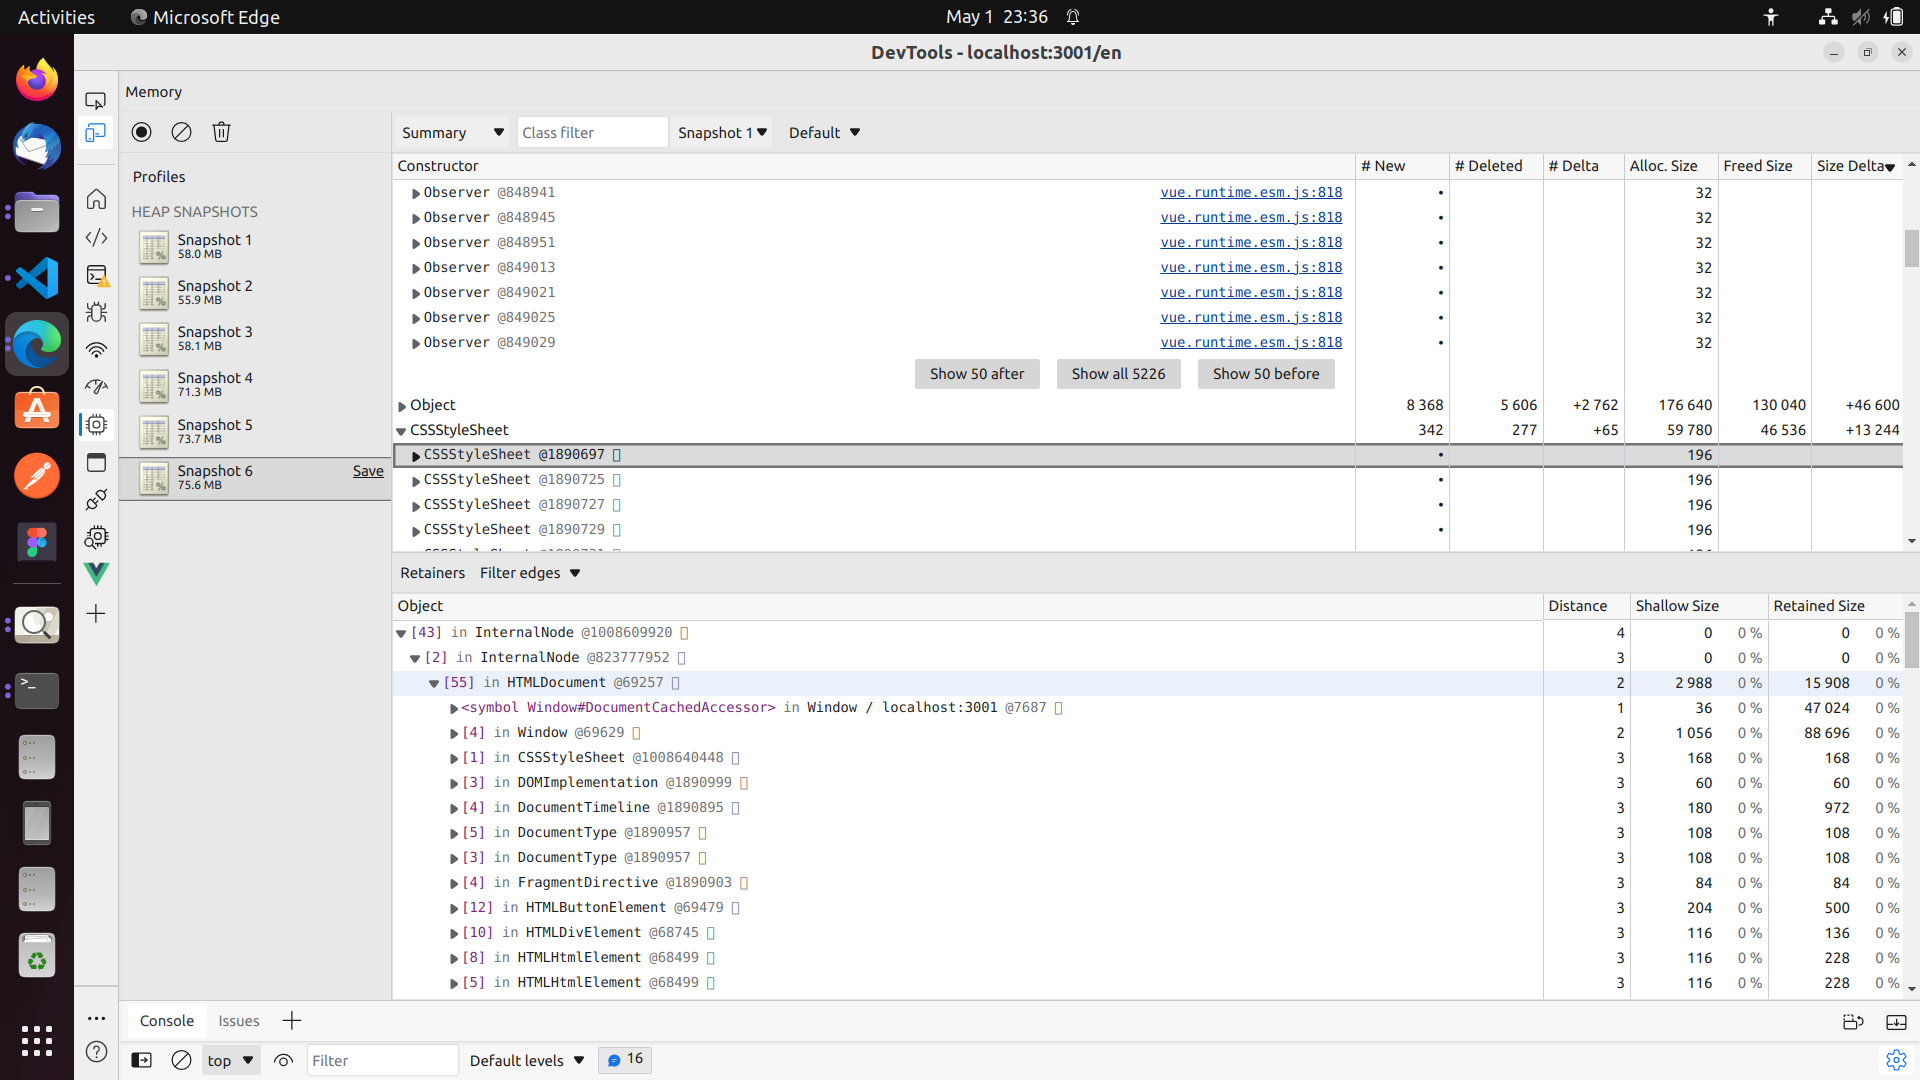 Activities Microsoft Edge May 1 23:36
DevTools - localhost:3001/en
Memory
Summary Class filter Snapshot 1 Default
Profiles
HEAP SNAPSHOTS
Snapshot 1
58.0 MB
Snapshot 2
55.9 MB
Snapshot 3
58.1 MB
Snapshot 4
71.3 MB
Snapshot 5
73.7 MB
Snapshot 6 Save
75.6 MB
Constructor # New # Deleted # Delta Alloc. Size Freed Size Size Delta
Observer @848941 vue.runtime.esm.js:818 • 32
Observer @848945 vue.runtime.esm.js:818 • 32
Observer @848951 vue.runtime.esm.js:818 • 32
Observer @849013 vue.runtime.esm.js:818 • 32
Observer @849021 vue.runtime.esm.js:818 • 32
Observer @849025 vue.runtime.esm.js:818 • 32
Observer @849029 vue.runtime.esm.js:818 • 32
Show 50 after Show all 5226 Show 50 before
Object 8 368 5 606 +2 762 176 640 130 040 +46 600
CSSStyleSheet 342 277 +65 59 780 46 536 +13 244
CSSStyleSheet @1890697 • 196
CSSStyleSheet @1890725 • 196
CSSStyleSheet @1890727 • 196
CSSStyleSheet @1890729 • 196
Retainers Filter edges
Object Distance Shallow Size Retained Size
[43] in InternalNode @1008609920 4 0 0 % 0 0 %
[2] in InternalNode @823777952 3 0 0 % 0 0 %
[55] in HTMLDocument @69257 2 2 988 0 % 15 908 0 %
<symbol Window#DocumentCachedAccessor> in Window / localhost:3001 @7687 1 36 0 % 47 024 0 %
[4] in Window @69629 2 1 056 0 % 88 696 0 %
[1] in CSSStyleSheet @1008640448 3 168 0 % 168 0 %
[3] in DOMImplementation @1890999 3 60 0 % 60 0 %
[4] in DocumentTimeline @1890895 3 180 0 % 972 0 %
[5] in DocumentType @1890957 3 108 0 % 108 0 %
[3] in DocumentType @1890957 3 108 0 % 108 0 %
[4] in FragmentDirective @1890903 3 84 0 % 84 0 %
[12] in HTMLButtonElement @69479 3 204 0 % 500 0 %
[10] in HTMLDivElement @68745 3 116 0 % 136 0 %
[8] in HTMLHtmlElement @68499 3 116 0 % 228 0 %
[5] in HTMLHtmlElement @68499 3 116 0 % 228 0 %
Console Issues
top Filter Default levels 16